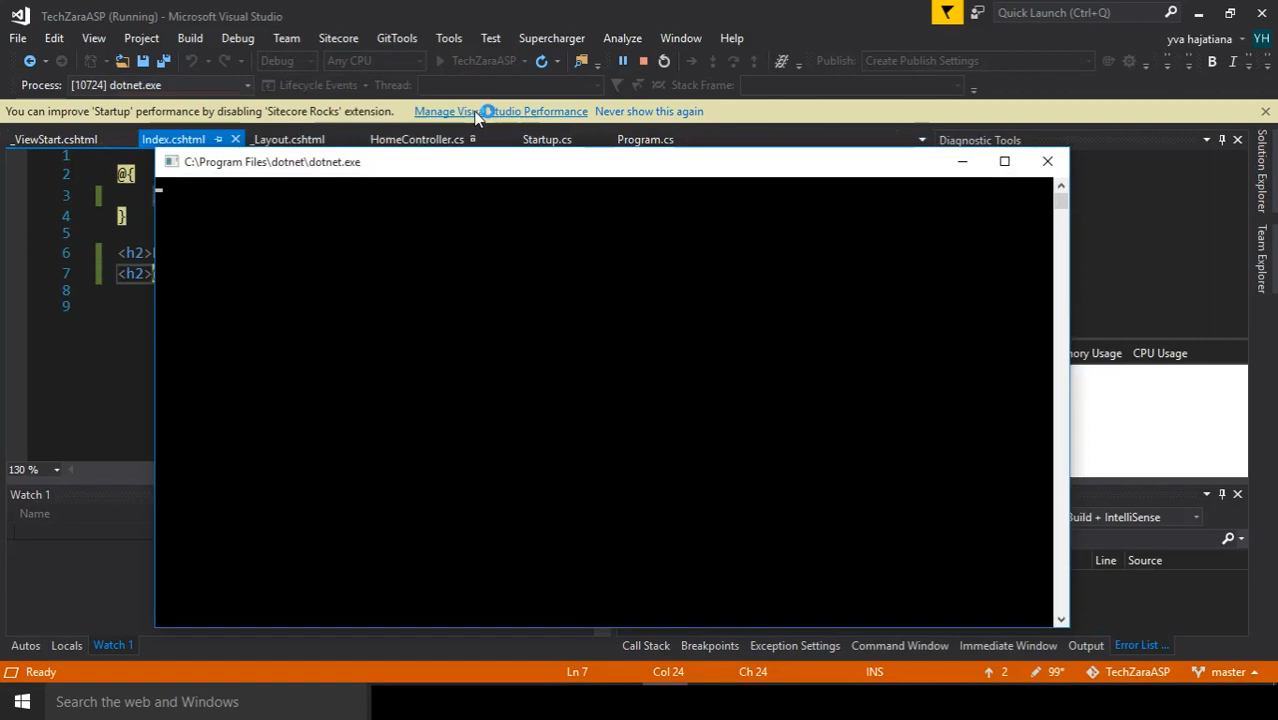 TechZaraASP (Running) - Microsoft Visual Studio
Quick Launch (Ctrl+Q)
File Edit View Project Build Debug Team Sitecore GitTools Tools Test Supercharger Analyze Window Help
yva hajatiana YH
Debug Any CPU TechZaraASP Publish: Create Publish Settings
Process: [10724] dotnet.exe Lifecycle Events Thread: Stack Frame:
You can improve 'Startup' performance by disabling 'Sitecore Rocks' extension. Manage Visual Studio Performance Never show this again
_ViewStart.cshtml Index.cshtml _Layout.cshtml HomeController.cs Startup.cs Program.cs Diagnostic Tools
C:\Program Files\dotnet\dotnet.exe
1
2 @{
3
4 }
5
6 <h2>
7 <h2>
8
9
Solution Explorer
Team Explorer
mory Usage CPU Usage
130 %
Watch 1
Name
Build + IntelliSense
Line Source
Autos Locals Watch 1 Call Stack Breakpoints Exception Settings Command Window Immediate Window Output Error List ...
Ready Ln 7 Col 24 Ch 24 INS 2 99* TechZaraASP master
Search the web and Windows